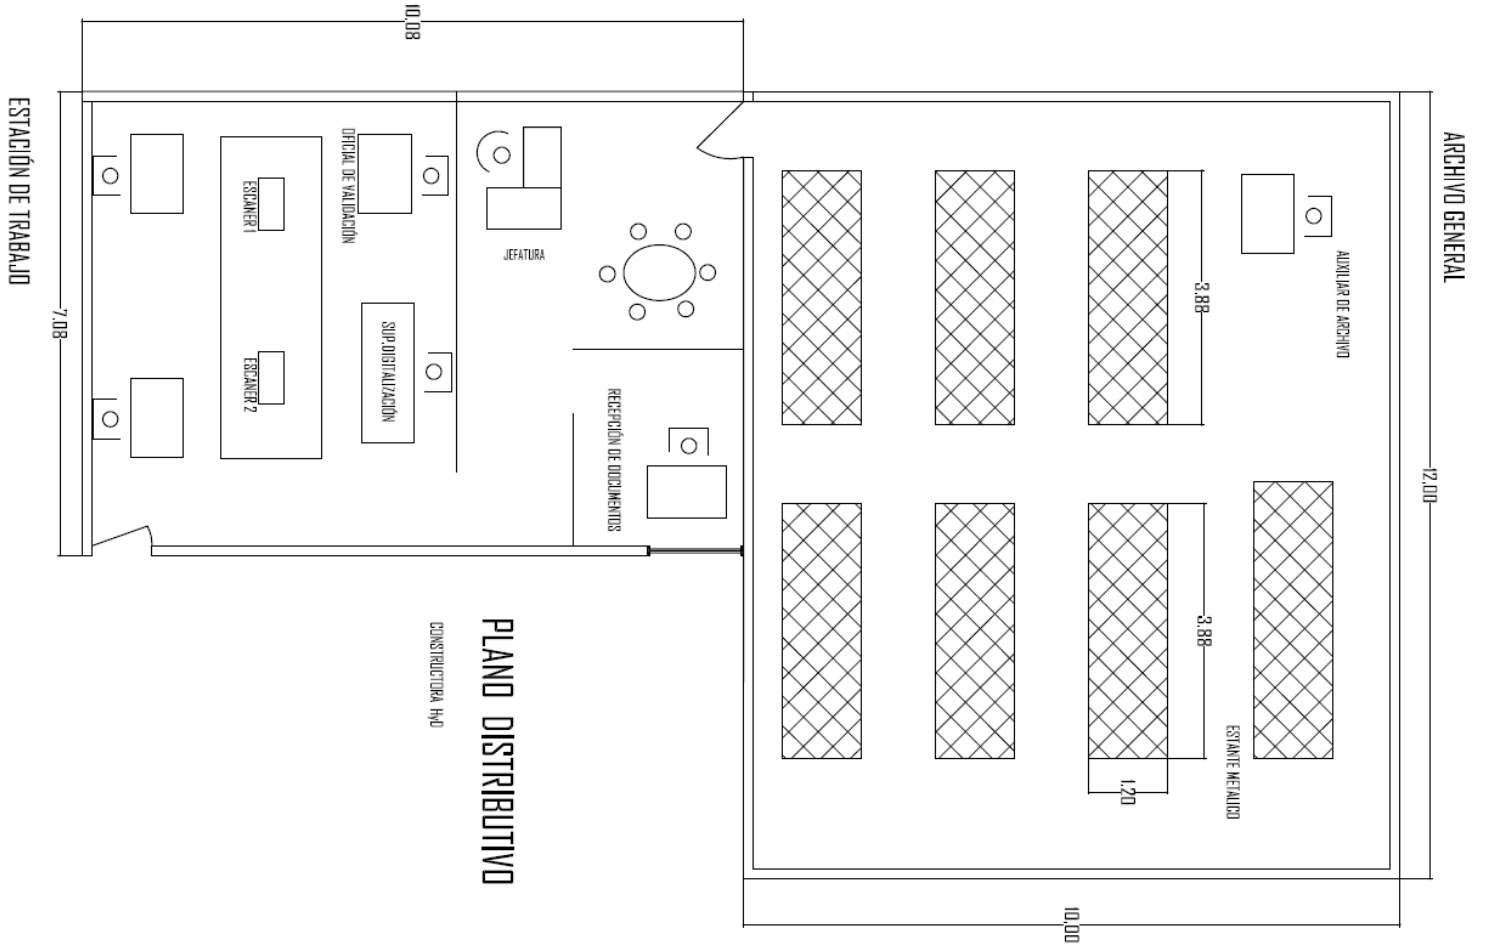 ARCHIVO GENERAL
12.00
AUXILIAR DE ARCHIVO
3.88
3.88
1.20
ESTANTE METALICO
10.00
10.08
RECEPCIÓN DE DOCUMENTOS
JEFATURA
PLANO DISTRIBUTIVO
CONSTRUCTORA HyD
SUP.DIGITALIZACIÓN
OFICIAL DE VALIDACIÓN
ESCANER 1
ESCANER 2
7.08
ESTACIÓN DE TRABAJO